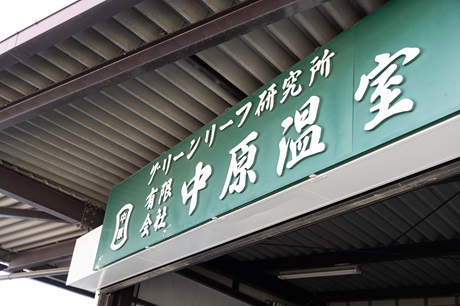 グリーンリーフ研究所
有限会社 中原温室